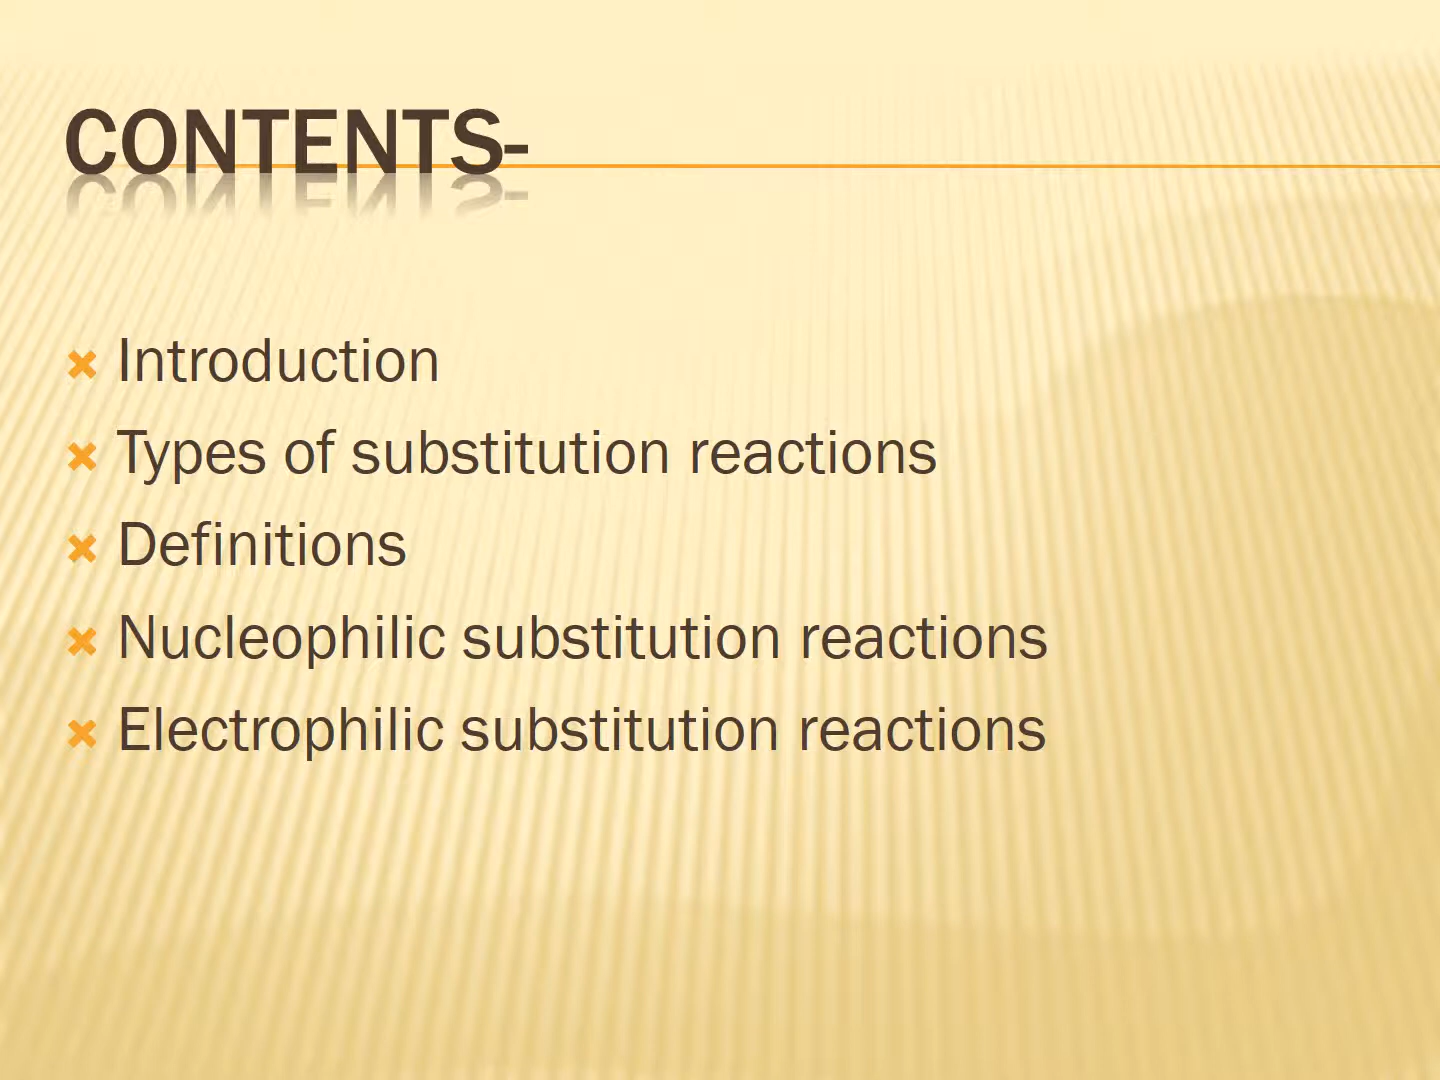 CONTENTS-
Introduction
Types of substitution reactions
Definitions
Nucleophilic substitution reactions
Electrophilic substitution reactions